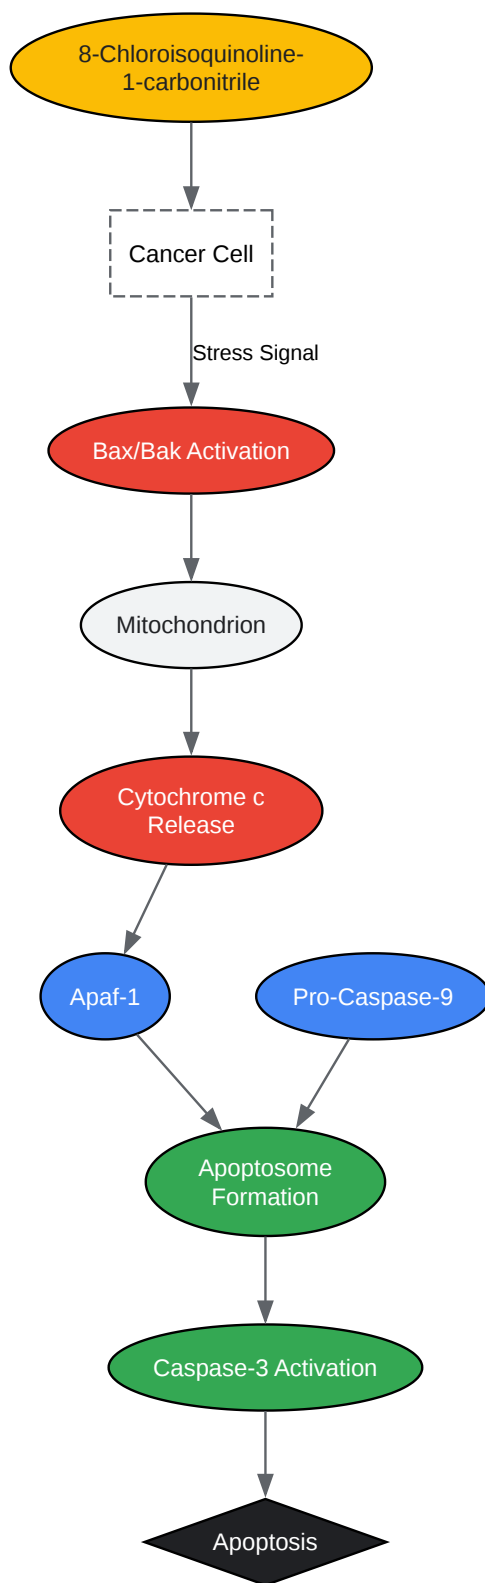 8-Chloroisoquinoline-
1-carbonitrile
Cancer Cell
Stress Signal
Bax/Bak Activation
Mitochondrion
Cytochrome c
Release
Apaf-1
Pro-Caspase-9
Apoptosome
Formation
Caspase-3 Activation
Apoptosis